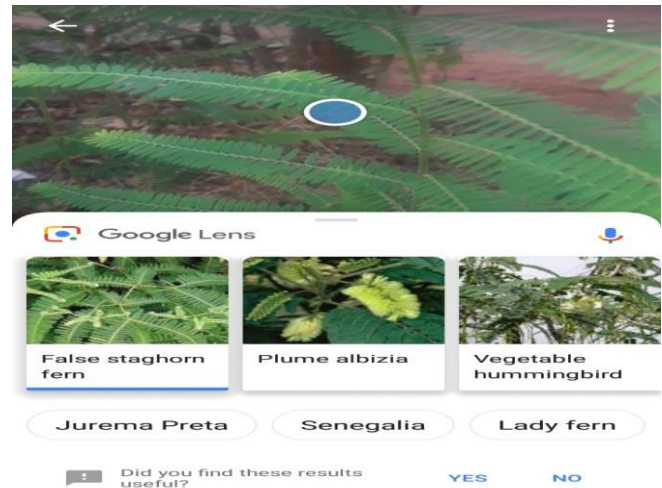 Google Lens
False staghorn
fern
Plume albizia
Vegetable
hummingbird
Jurema Preta
Senegalia
Lady fern
Did you find these results
useful?
YES
NO